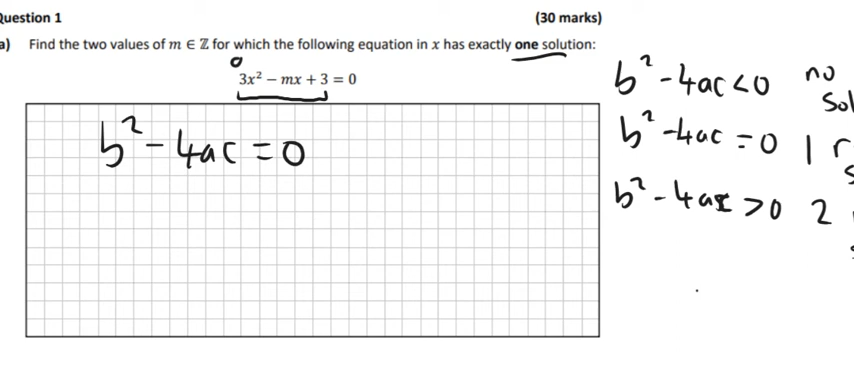 Question 1 (30 marks)
a) Find the two values of m ∈ ℤ for which the following equation in x has exactly one solution:
3x² − mx + 3 = 0
b² - 4ac = 0
b² - 4ac < 0 no
Sol
b² - 4ac = 0 1 r
s
b² - 4ac > 0 2